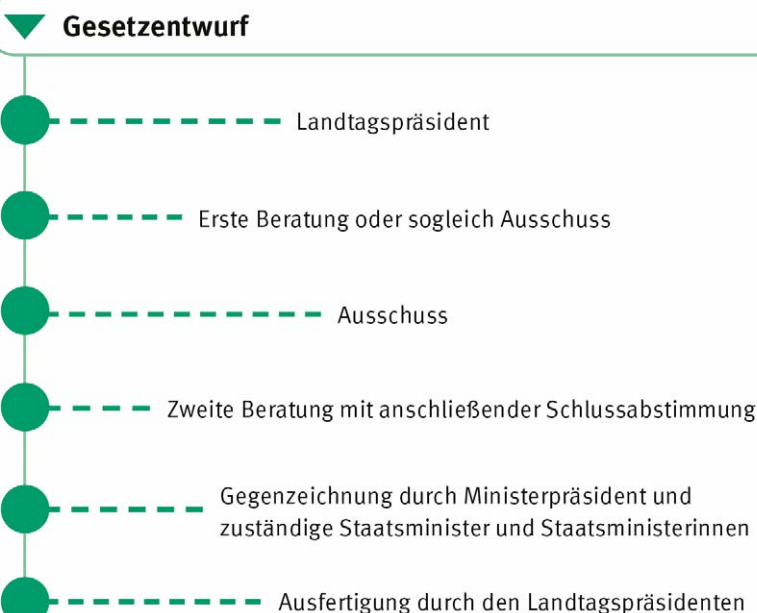 Gesetzentwurf
Landtagspräsident
Erste Beratung oder sogleich Ausschuss
Ausschuss
Zweite Beratung mit anschließender Schlussabstimmung
Gegenzeichnung durch Ministerpräsident und
zuständige Staatsminister und Staatsministerinnen
Ausfertigung durch den Landtagspräsidenten